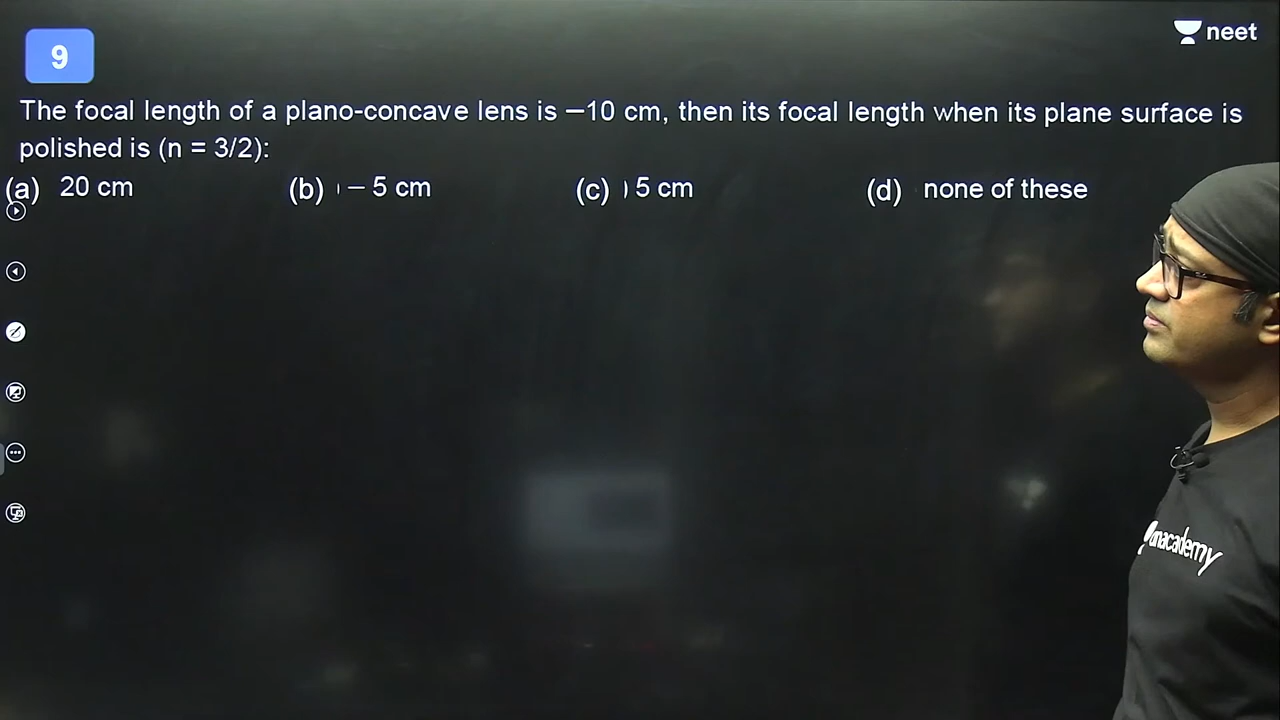 neet
9
The focal length of a plano-concave lens is –10 cm, then its focal length when its plane surface is
polished is (n = 3/2):
(a) 20 cm (b) – 5 cm (c) ) 5 cm (d) none of these
unacademy